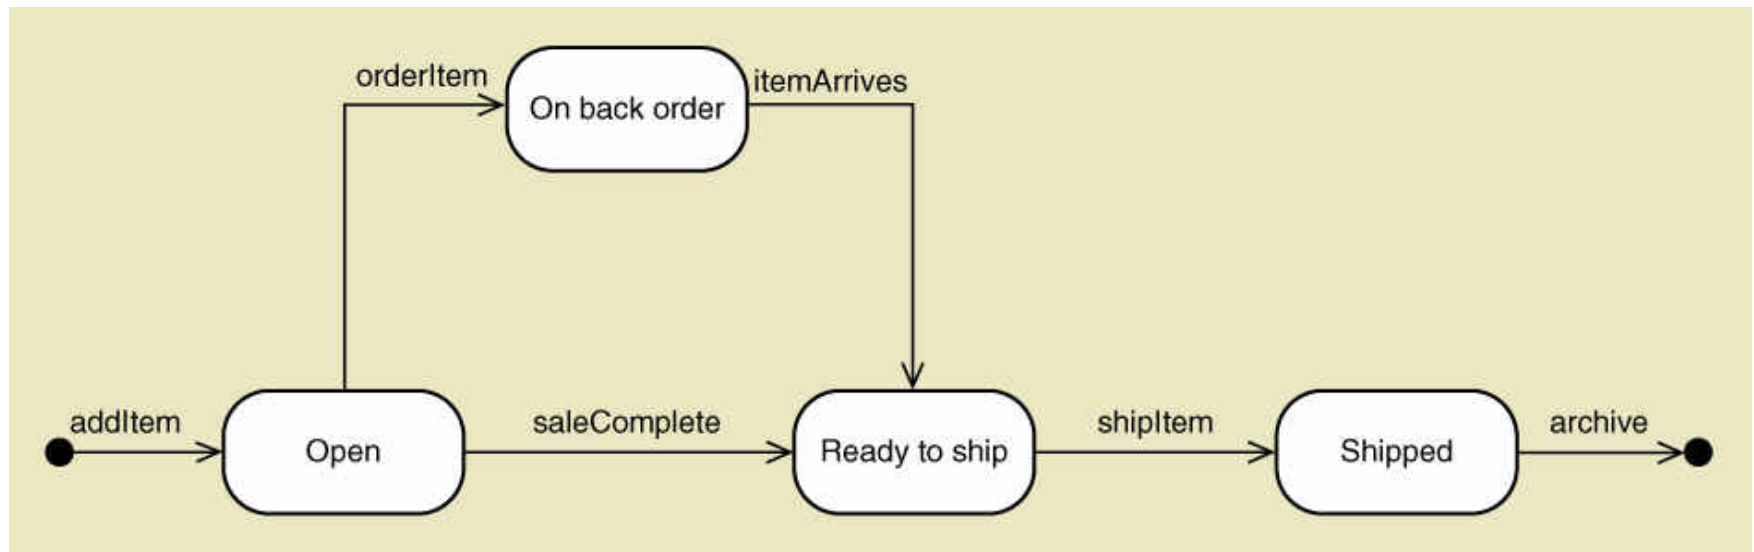 orderItem
On back order
itemArrives
addItem
Open
saleComplete
Ready to ship
shipItem
Shipped
archive